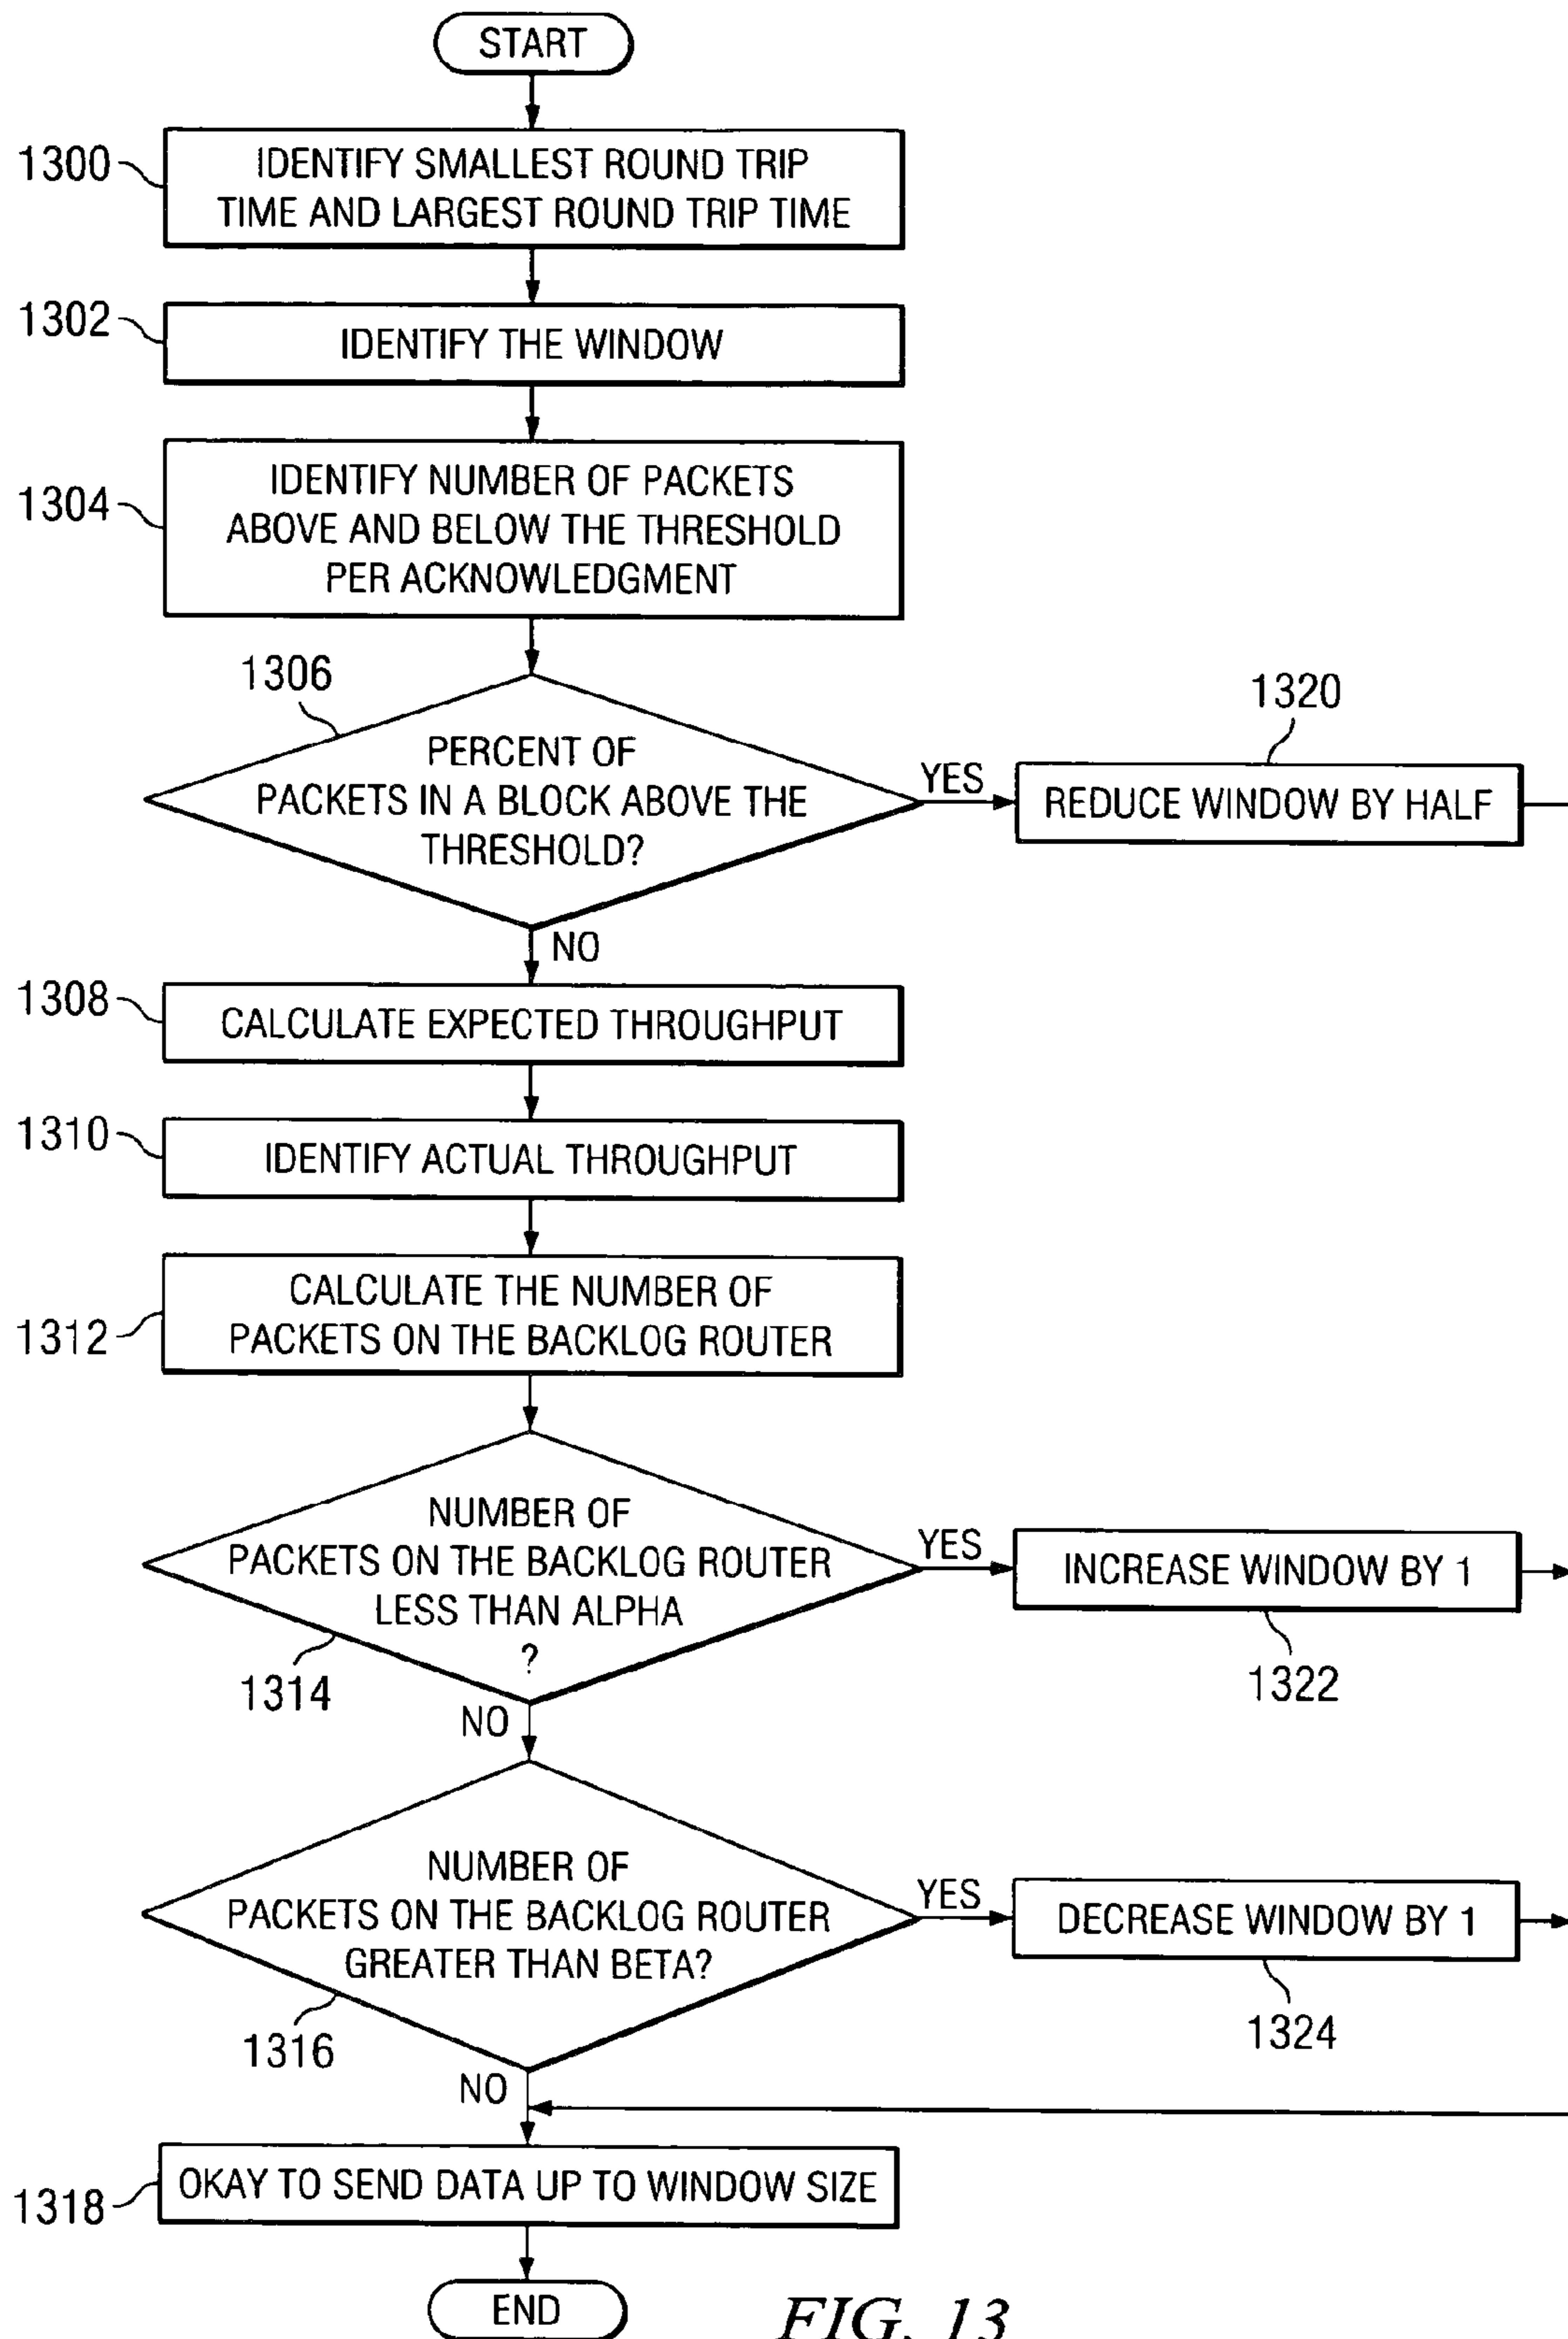 START
1300
IDENTIFY SMALLEST ROUND TRIP
TIME AND LARGEST ROUND TRIP TIME
1302
IDENTIFY THE WINDOW
1304
IDENTIFY NUMBER OF PACKETS
ABOVE AND BELOW THE THRESHOLD
PER ACKNOWLEDGMENT
1306
PERCENT OF
PACKETS IN A BLOCK ABOVE THE
THRESHOLD?
YES
1320
REDUCE WINDOW BY HALF
NO
1308
CALCULATE EXPECTED THROUGHPUT
1310
IDENTIFY ACTUAL THROUGHPUT
1312
CALCULATE THE NUMBER OF
PACKETS ON THE BACKLOG ROUTER
NUMBER OF
PACKETS ON THE BACKLOG ROUTER
LESS THAN ALPHA
?
1314
YES
INCREASE WINDOW BY 1
1322
NO
NUMBER OF
PACKETS ON THE BACKLOG ROUTER
GREATER THAN BETA?
1316
YES
DECREASE WINDOW BY 1
1324
NO
1318
OKAY TO SEND DATA UP TO WINDOW SIZE
END
FIG. 13